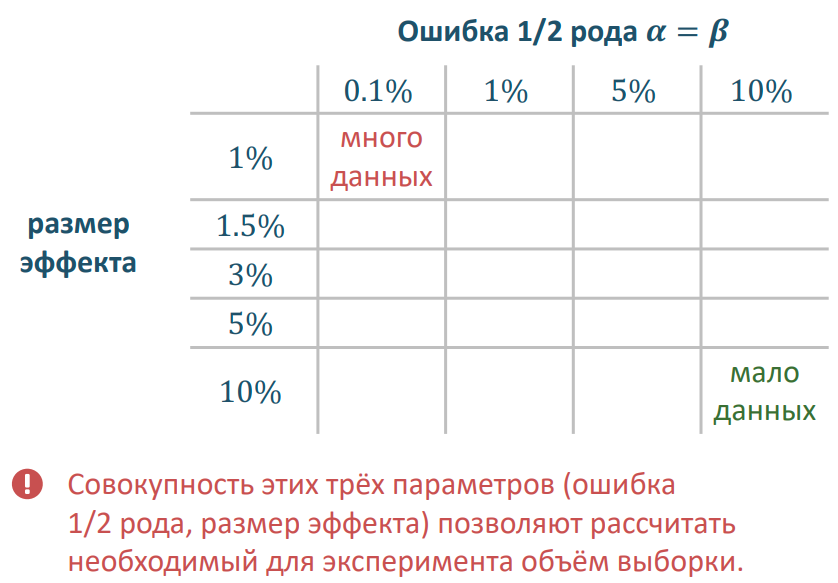 Ошибка 1/2 рода α = β
0.1% 1% 5% 10%
1% много
данных
размер
эффекта
1.5%
3%
5%
10% мало
данных
Совокупность этих трёх параметров (ошибка
1/2 рода, размер эффекта) позволяют рассчитать
необходимый для эксперимента объём выборки.